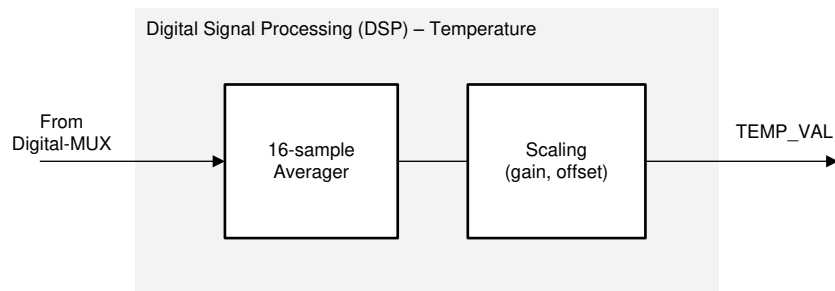 Digital Signal Processing (DSP) – Temperature
From
Digital-MUX
16-sample
Averager
Scaling
(gain, offset)
TEMP_VAL